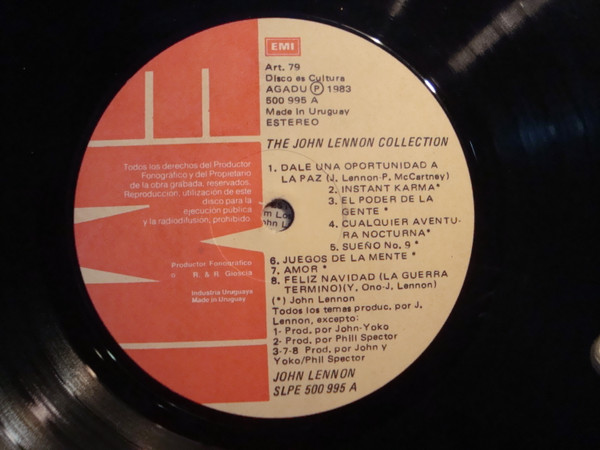 EMI
EMI
Art. 79
Disco es Cultura
AGADU Ⓟ 1983
500 995 A
Made in Uruguay
ESTEREO
THE JOHN LENNON COLLECTION
1. DALE UNA OPORTUNIDAD A
LA PAZ (J. Lennon-P. McCartney)
2. INSTANT KARMA*
3. EL PODER DE LA
GENTE *
4. CUALQUIER AVENTU-
RA NOCTURNA*
5. SUEÑO No. 9 *
6. JUEGOS DE LA MENTE *
7. AMOR *
8. FELIZ NAVIDAD (LA GUERRA
TERMINO)(Y. Ono-J. Lennon)
(*) John Lennon
Todos los temas produc. por J.
Lennon, excepto:
1- Prod. por John-Yoko
2- Prod. por Phill Spector
3-7-8 Prod. por John y
Yoko/Phil Spector
JOHN LENNON
SLPE 500 995 A
Todos los derechos del Productor
Fonográfico y del Propietario
de la obra grabada, reservados.
Reproducción, utilización de este
disco para la
ejecución pública
y la radiodifusión, prohibido.
Productor Fonográfico
R. & R. Gioscia
Industria Uruguaya
Made in Uruguay